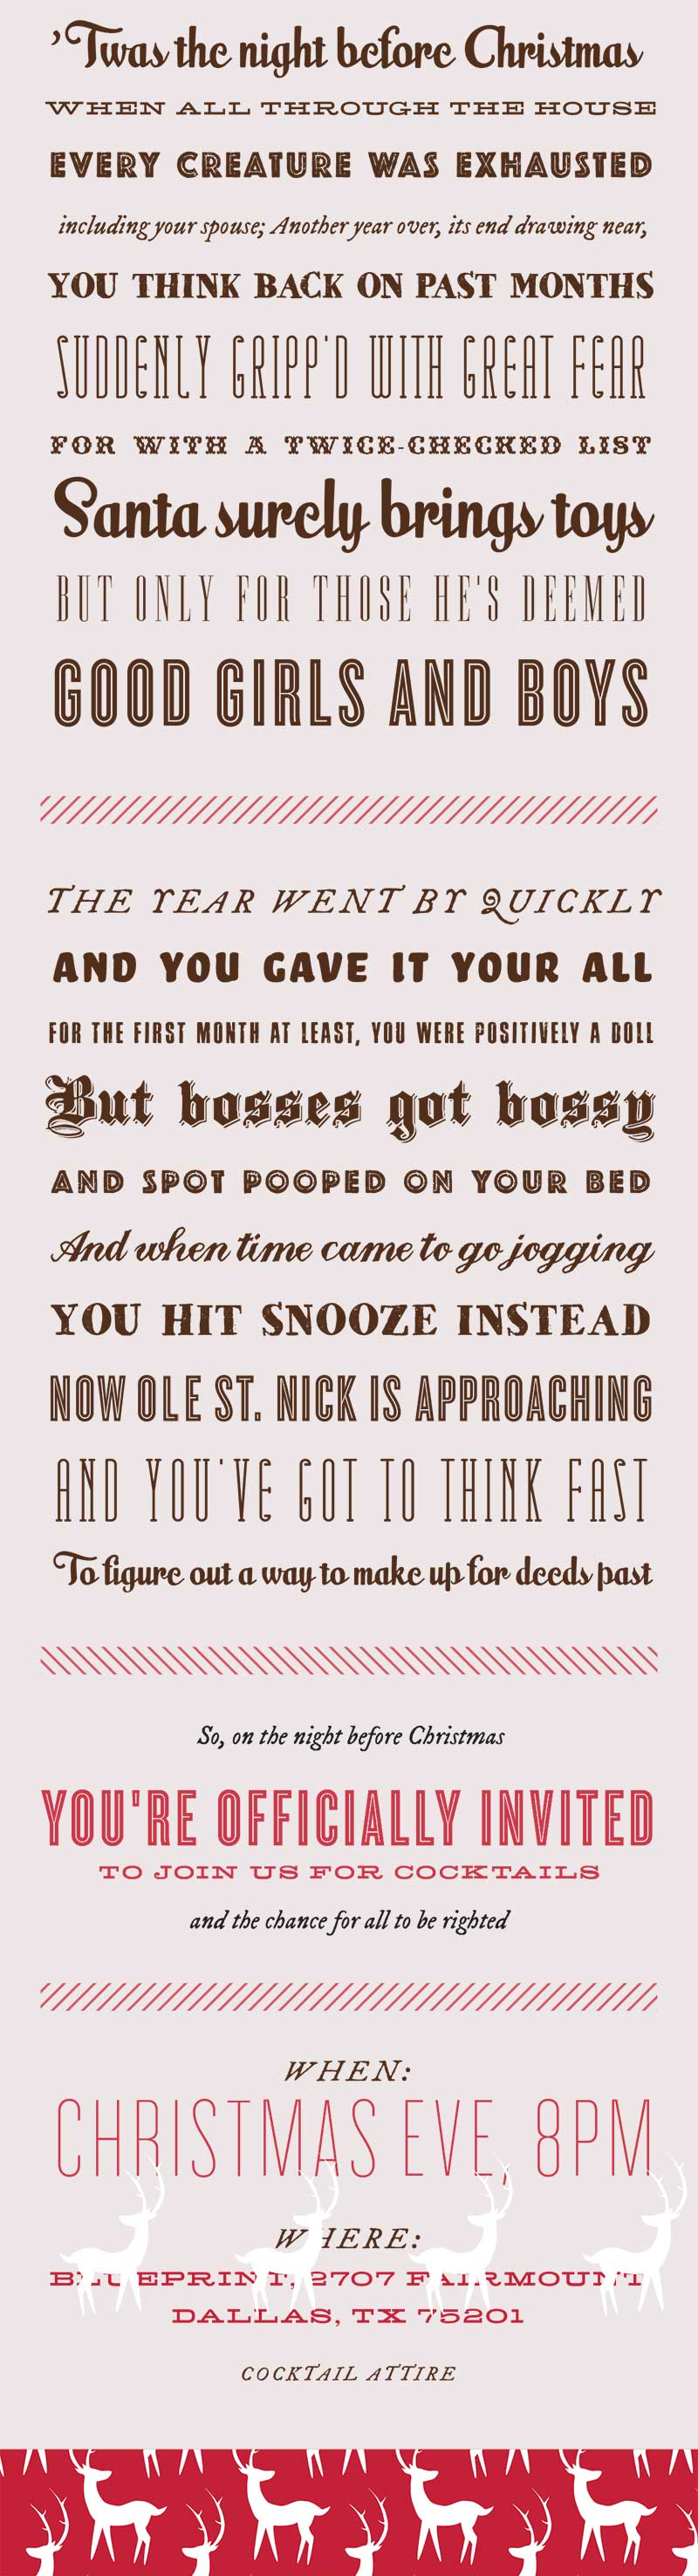 ’Twas the night before Christmas
WHEN ALL THROUGH THE HOUSE
EVERY CREATURE WAS EXHAUSTED
including your spouse; Another year over, its end drawing near,
YOU THINK BACK ON PAST MONTHS
SUDDENLY GRIPP'D WITH GREAT FEAR
FOR WITH A TWICE-CHECKED LIST
Santa surely brings toys
BUT ONLY FOR THOSE HE'S DEEMED
GOOD GIRLS AND BOYS
THE YEAR WENT BY QUICKLY
AND YOU GAVE IT YOUR ALL
FOR THE FIRST MONTH AT LEAST, YOU WERE POSITIVELY A DOLL
But bosses got bossy
AND SPOT POOPED ON YOUR BED
And when time came to go jogging
YOU HIT SNOOZE INSTEAD
NOW OLE ST. NICK IS APPROACHING
AND YOU'VE GOT TO THINK FAST
To figure out a way to make up for deeds past
So, on the night before Christmas
YOU'RE OFFICIALLY INVITED
TO JOIN US FOR COCKTAILS
and the chance for all to be righted
WHEN:
CHRISTMAS EVE, 8PM
WHERE:
BLUEPRINT, 2707 FAIRMOUNT
DALLAS, TX 75201
COCKTAIL ATTIRE